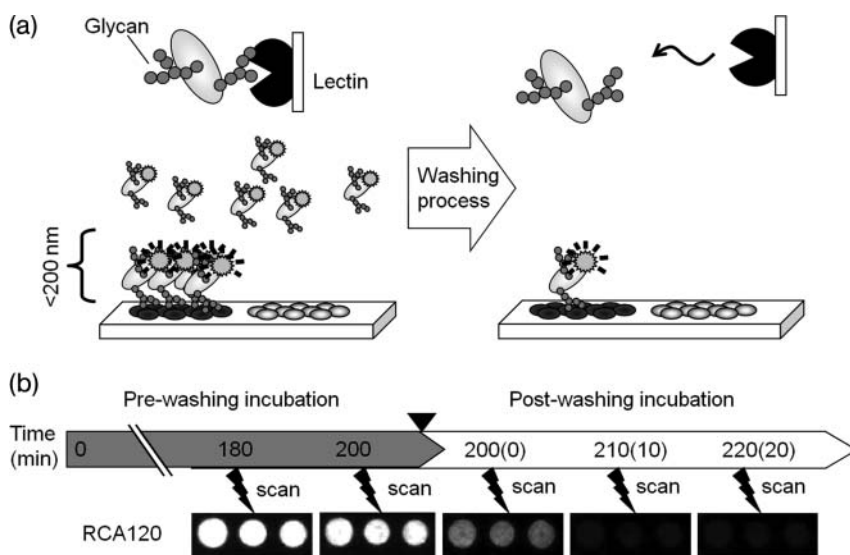 (a)
Glycan
Lectin
Washing
process
<200 nm
(b)
Pre-washing incubation
Post-washing incubation
Time
(min)
0
180
200
200(0)
210(10)
220(20)
scan
scan
scan
scan
scan
RCA120